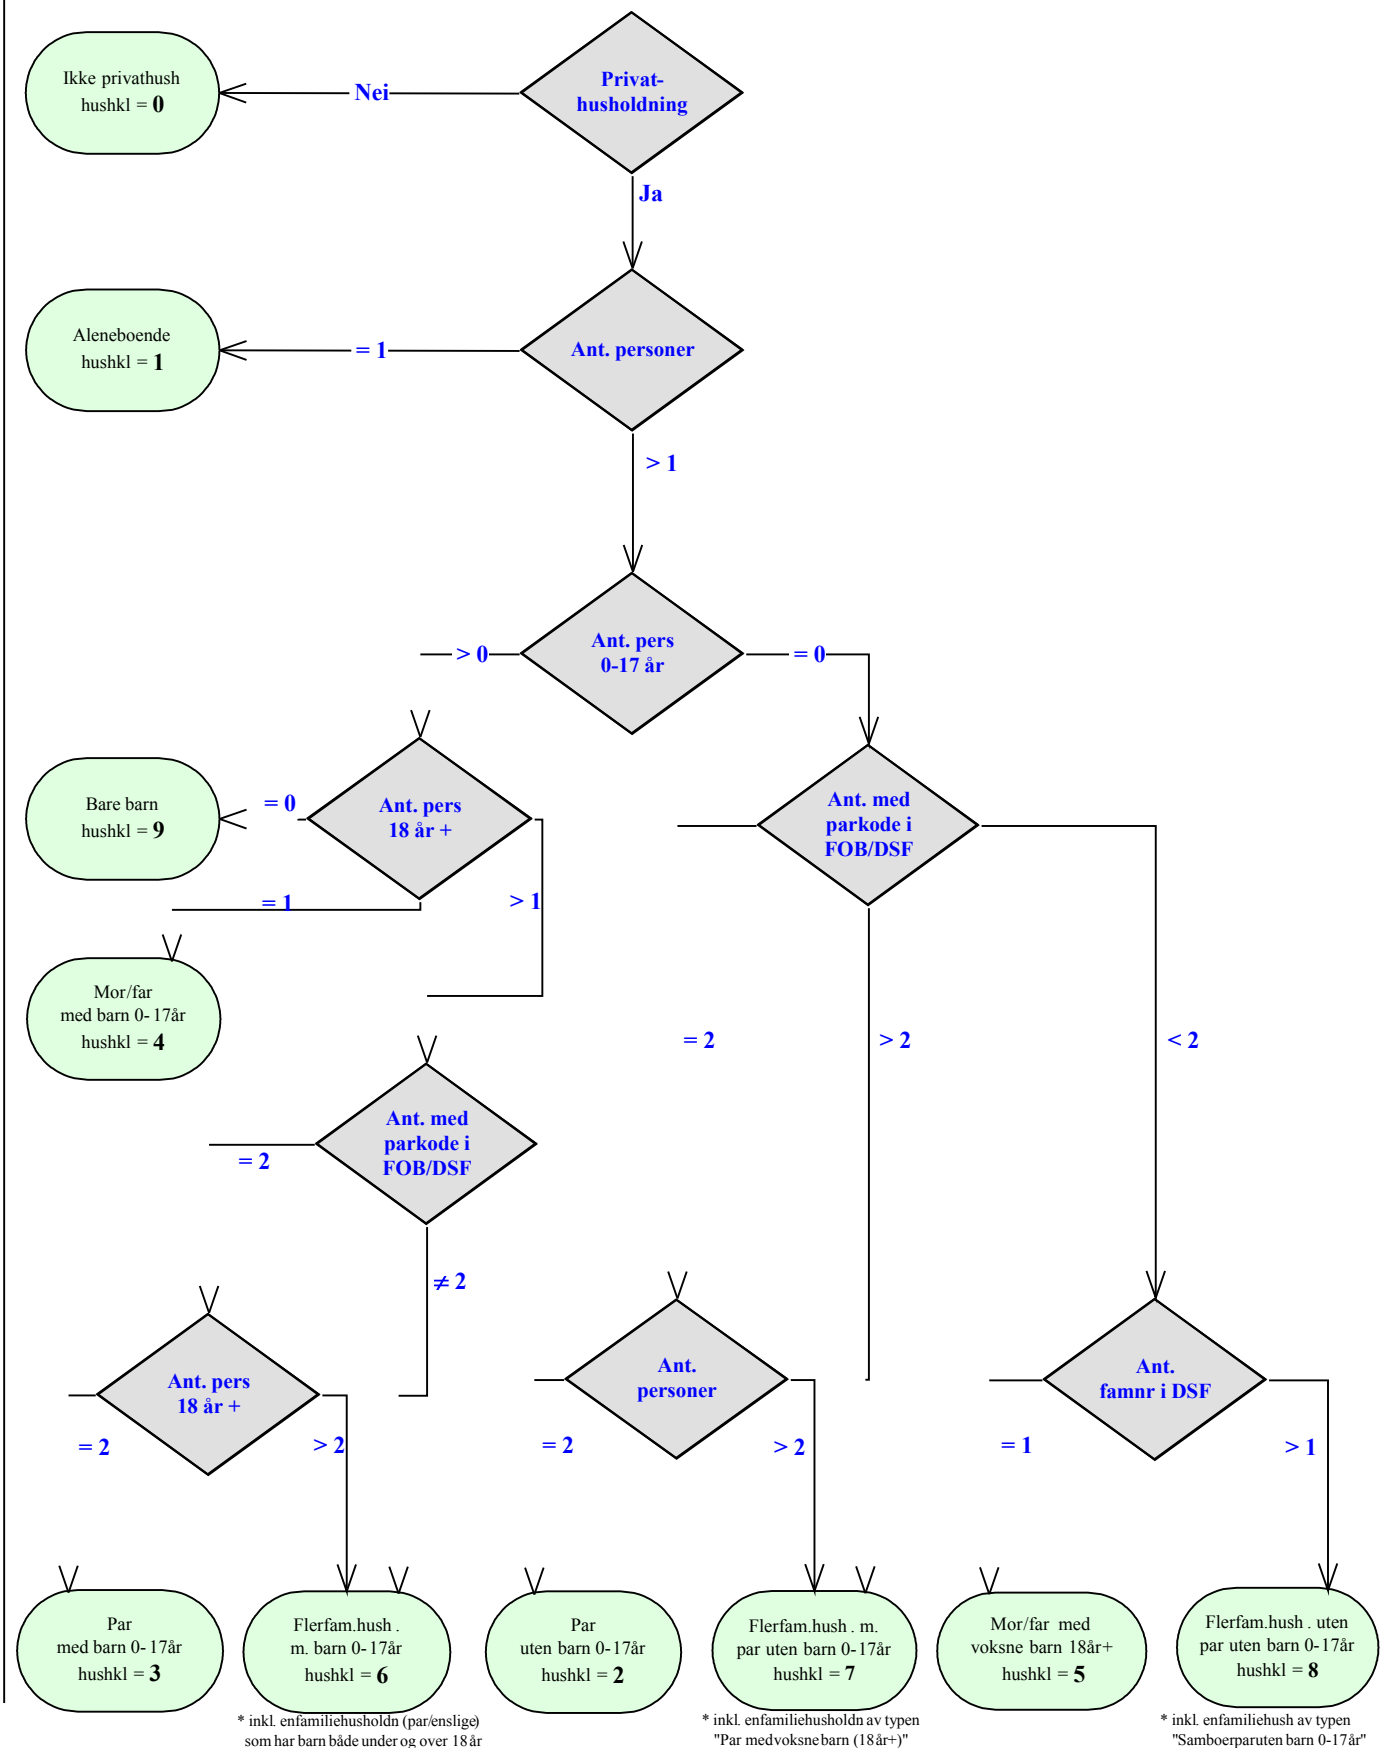 Privat-
husholdning
Ikke privathush
hushkl = 0
Nei
Ja
Aleneboende
hushkl = 1
= 1
Ant. personer
> 1
Ant. pers
0-17 år
> 0
= 0
Bare barn
hushkl = 9
= 0
Ant. pers
18 år +
= 1
> 1
Ant. med
parkode i
FOB/DSF
Mor/far
med barn 0-17år
hushkl = 4
= 2
> 2
< 2
Ant. med
parkode i
FOB/DSF
= 2
≠ 2
Ant. pers
18 år +
= 2
> 2
Ant.
personer
= 2
> 2
Ant.
famnr i DSF
= 1
> 1
Par
med barn 0-17år
hushkl = 3
Flerfam.hush .
m. barn 0-17år
hushkl = 6
* inkl. enfamiliehusholdn (par/enslige)
som har barn både under og over 18 år
Par
uten barn 0-17år
hushkl = 2
Flerfam.hush . m.
par uten barn 0-17år
hushkl = 7
* inkl. enfamiliehusholdn av typen
"Par med voksne barn (18år+)"
Mor/far med
voksne barn 18år+
hushkl = 5
Flerfam.hush . uten
par uten barn 0-17år
hushkl = 8
* inkl. enfamiliehush av typen
"Samboerpar uten barn 0-17år"